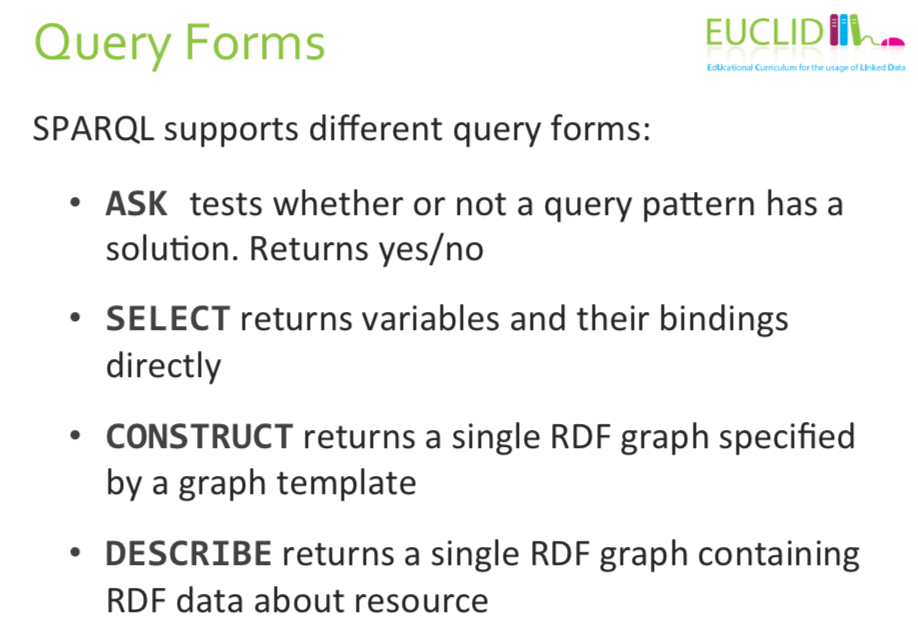 Query Forms
EUCLID
EdUcational Curriculum for the usage of LInked Data
SPARQL supports different query forms:
• ASK tests whether or not a query pattern has a
solution. Returns yes/no
• SELECT returns variables and their bindings
directly
• CONSTRUCT returns a single RDF graph specified
by a graph template
• DESCRIBE returns a single RDF graph containing
RDF data about resource